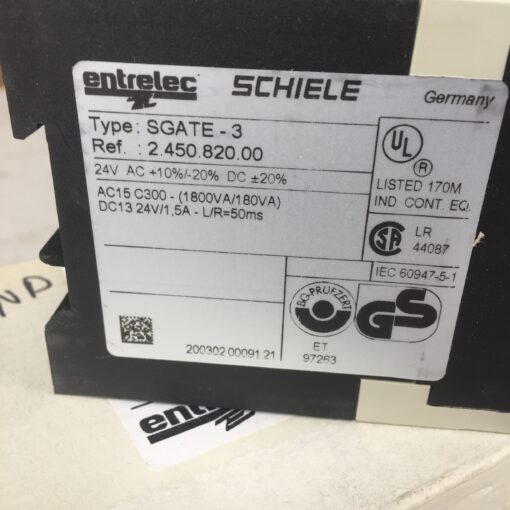 entrelec SCHIELE Germany
Type: SGATE - 3
Ref. : 2.450.820.00
24V AC +10%/-20% DC ±20%
AC15 C300 - (1800VA/180VA)
DC13 24V/1,5A - L/R=50ms
UL
®
LISTED 170M
IND. CONT. EQ.
SA
LR
44087
IEC 60947-5-1
BG-PRUEFZERT
ET
97263
GS
200302 00091 21
entrelec